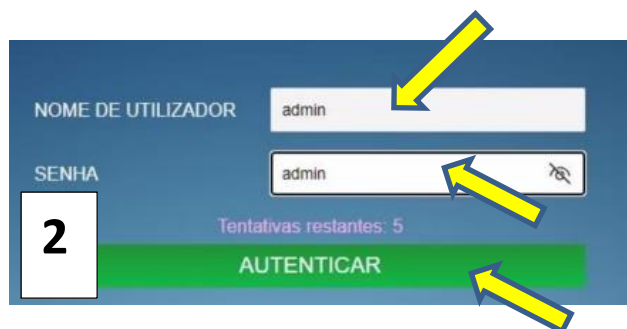 NOME DE UTILIZADOR admin
SENHA admin
Tentativas restantes: 5
2
AUTENTICAR